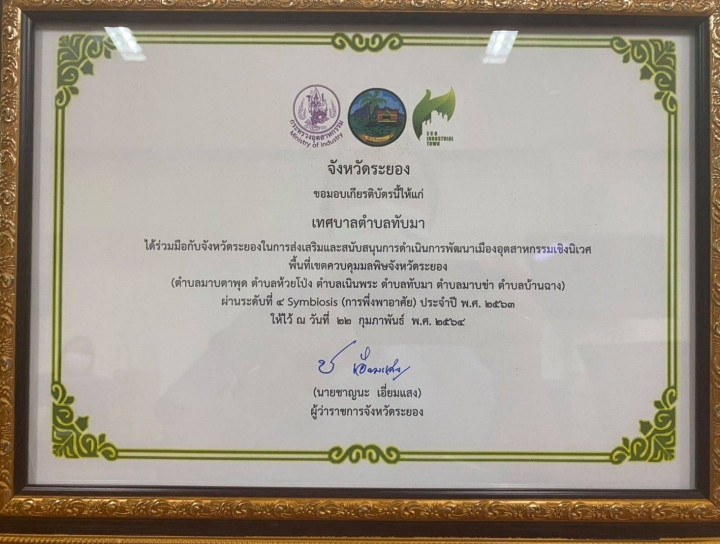 กระทรวงอุตสาหกรรม
Ministry of Industry
ECO
INDUSTRIAL
TOWN
จังหวัดระยอง
ขอมอบเกียรติบัตรนี้ให้แก่
เทศบาลตำบลทับมา
ได้ร่วมมือกับจังหวัดระยองในการส่งเสริมและสนับสนุนการดำเนินการพัฒนาเมืองอุตสาหกรรมเชิงนิเวศ
พื้นที่เขตควบคุมมลพิษจังหวัดระยอง
(ตำบลมาบตาพุด ตำบลห้วยโป่ง ตำบลเนินพระ ตำบลทับมา ตำบลมาบข่า ตำบลบ้านฉาง)
ผ่านระดับที่ ๔ Symbiosis (การพึ่งพาอาศัย) ประจำปี พ.ศ. ๒๕๖๓
ให้ไว้ ณ วันที่ ๒๒ กุมภาพันธ์ พ.ศ. ๒๕๖๔
ช เอี่ยมแสง
(นายชาญนะ เอี่ยมแสง)
ผู้ว่าราชการจังหวัดระยอง